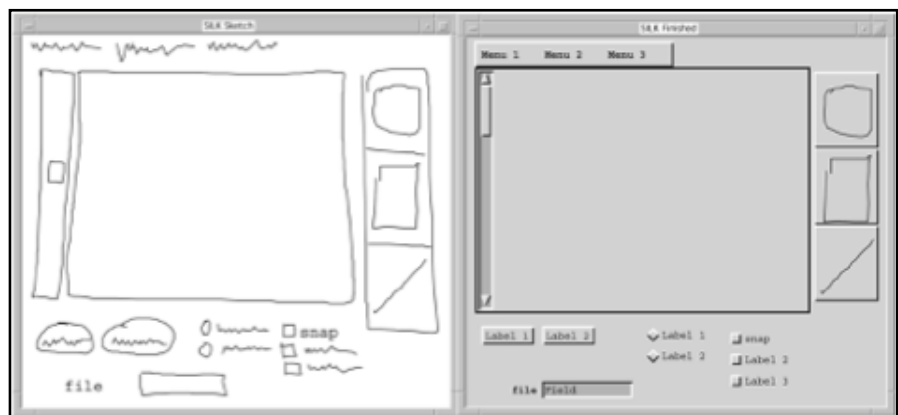 SILK Sketch
snap
file
SILK Finished
Menu 1 Menu 2 Menu 3
Label 1 Label 2
Label 1
Label 2
snap
Label 2
Label 3
file Field